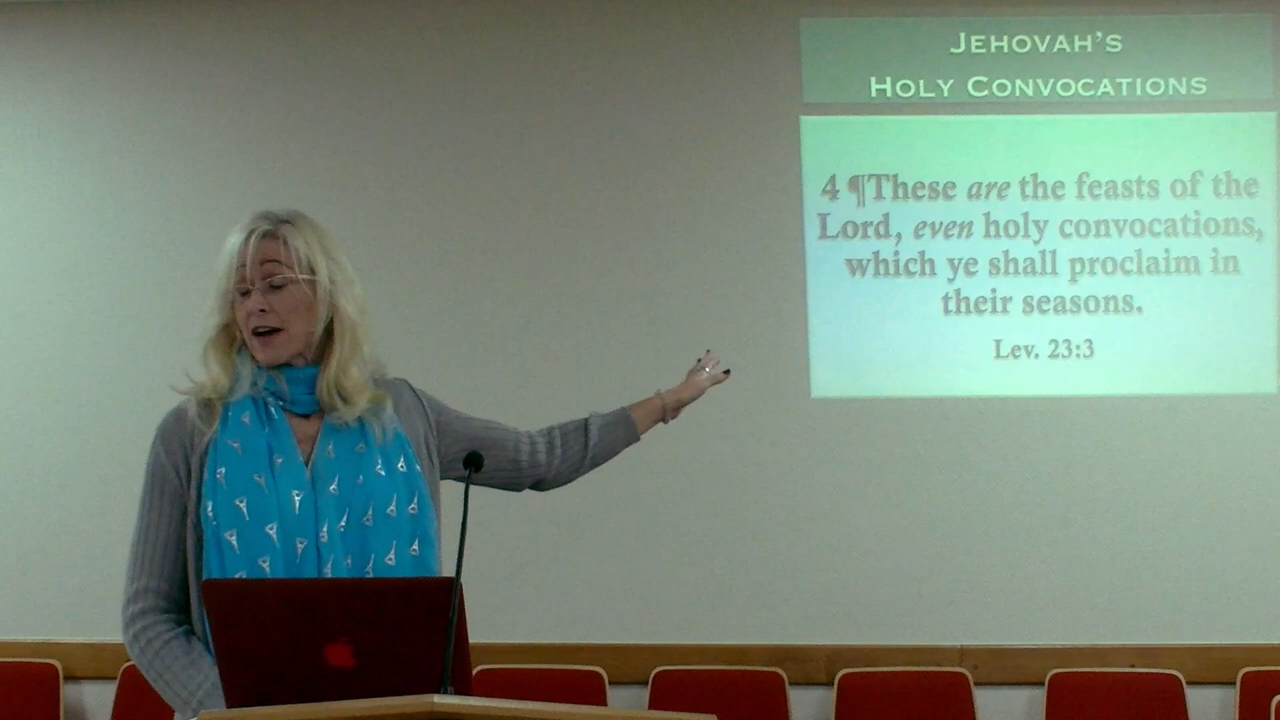 JEHOVAH'S
HOLY CONVOCATIONS
4 ¶These are the feasts of the
Lord, even holy convocations,
which ye shall proclaim in
their seasons.
Lev. 23:3